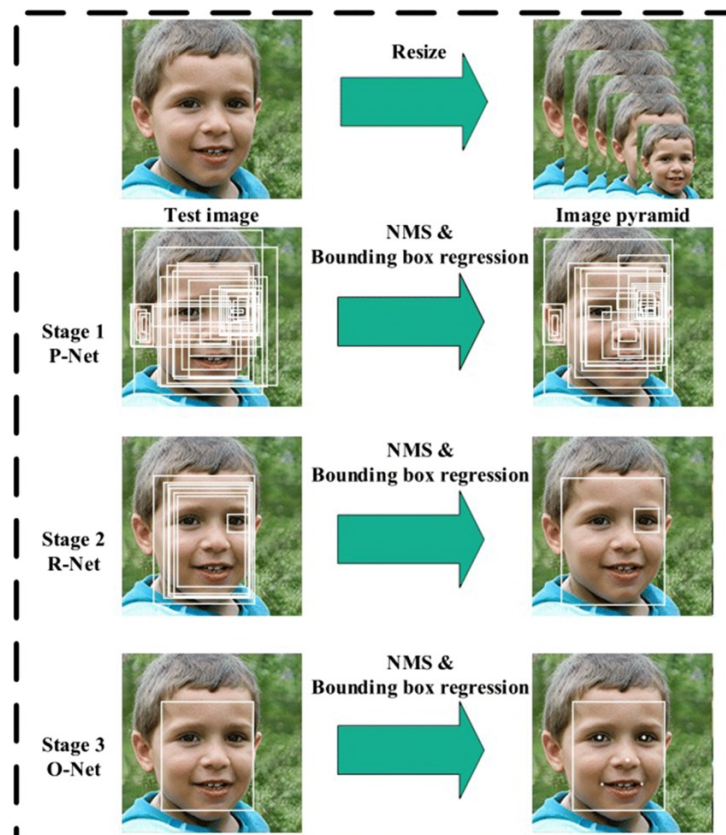 Resize
Test image
Image pyramid
NMS &
Bounding box regression
Stage 1
P-Net
NMS &
Bounding box regression
Stage 2
R-Net
NMS &
Bounding box regression
Stage 3
O-Net